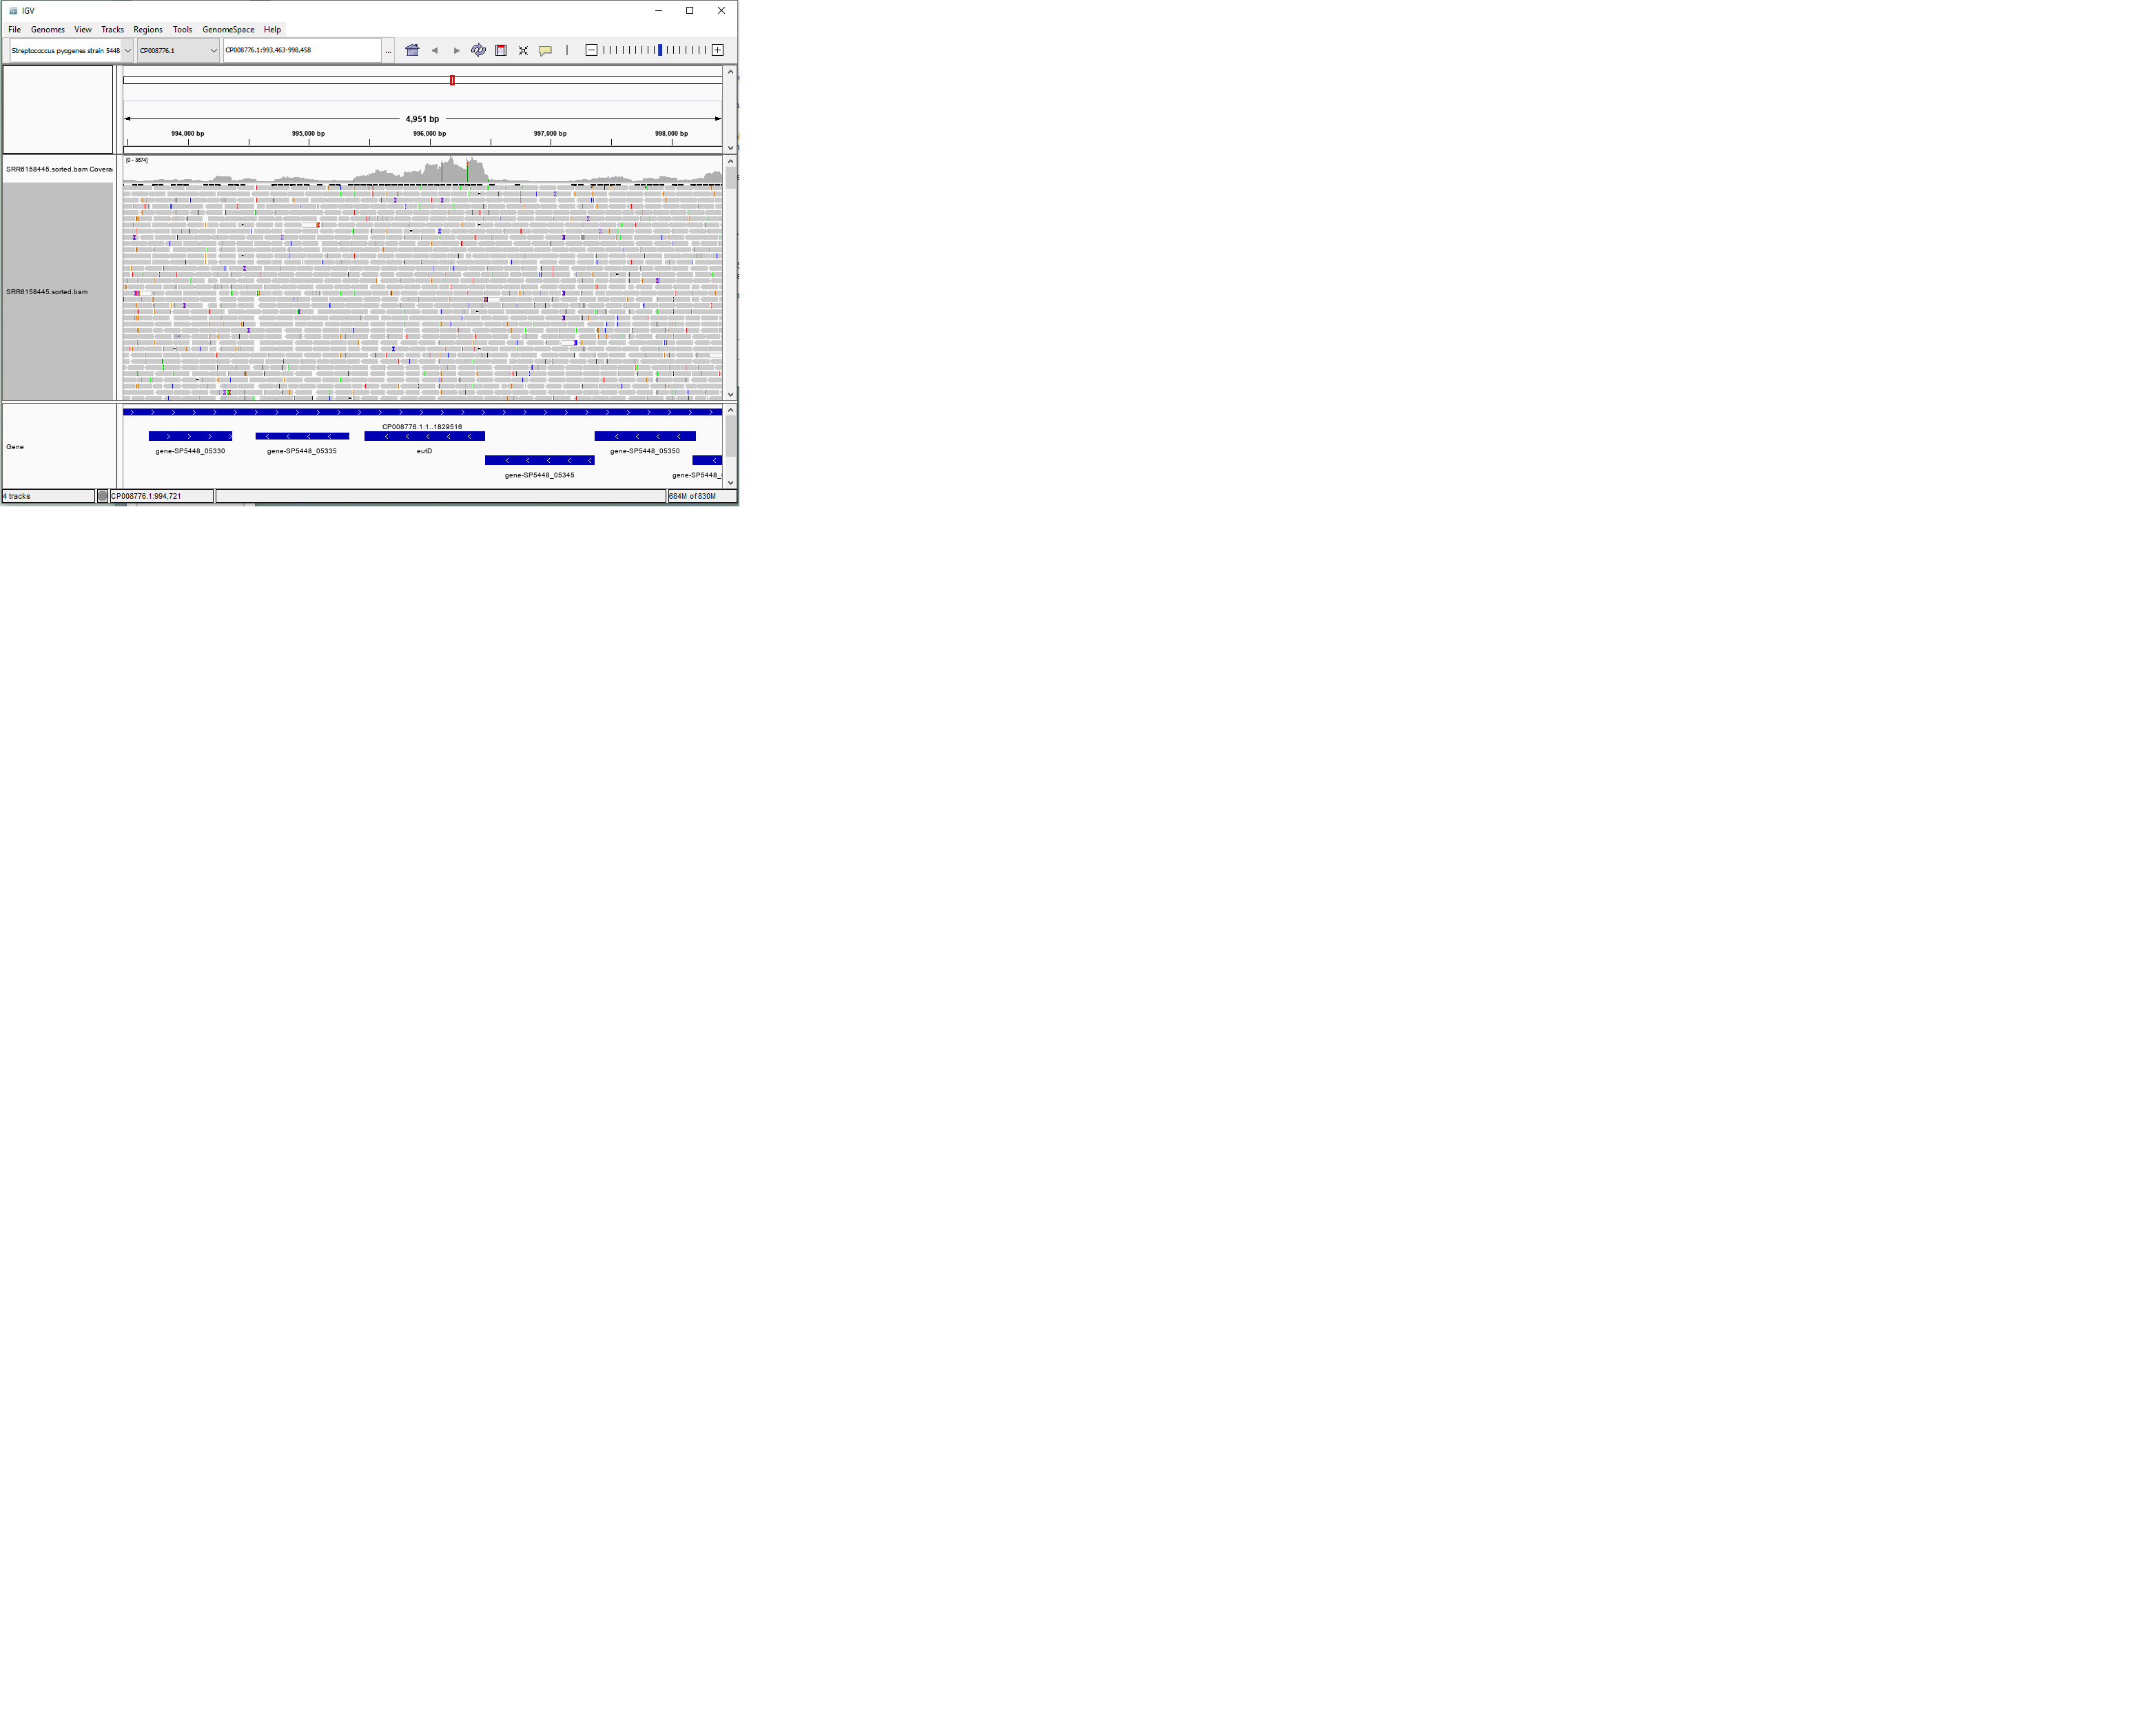 IGV
File Genomes View Tracks Regions Tools GenomeSpace Help
Streptococcus pyogenes strain 5448 CP008776.1 CP008776.1:993,463-998,458 ...
4,951 bp
994,000 bp 995,000 bp 996,000 bp 997,000 bp 998,000 bp
[0 - 3874]
SRR6158445.sorted.bam Covera
SRR6158445.sorted.bam
CP008776.1:1..1829516
Gene
gene-SP5448_05330 gene-SP5448_05335 eutD gene-SP5448_05350
gene-SP5448_05345 gene-SP5448_
4 tracks CP008776.1:994,721 684M of 830M